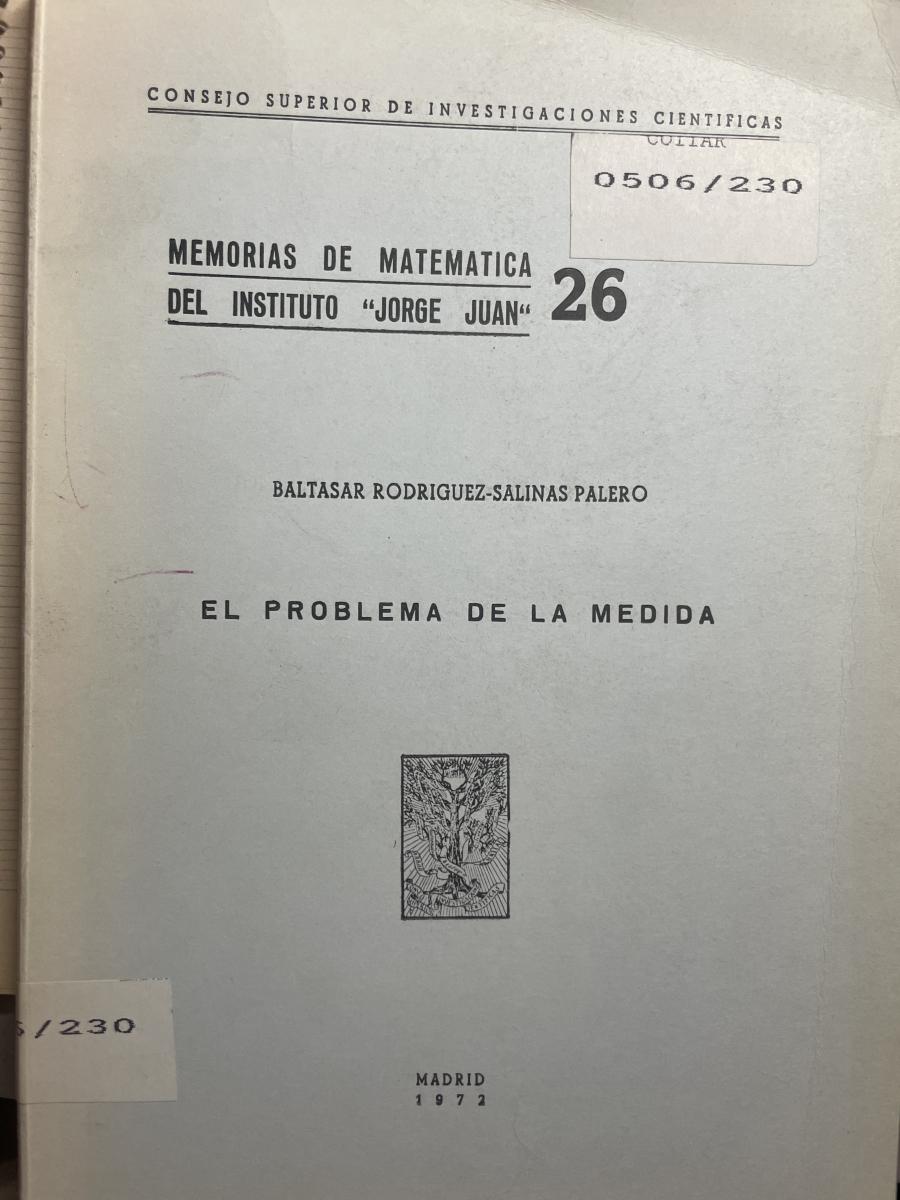 CONSEJO SUPERIOR DE INVESTIGACIONES CIENTIFICAS
0506/230
MEMORIAS DE MATEMATICA
DEL INSTITUTO “JORGE JUAN“
26
BALTASAR RODRIGUEZ-SALINAS PALERO
EL PROBLEMA DE LA MEDIDA
/230
MADRID
1972